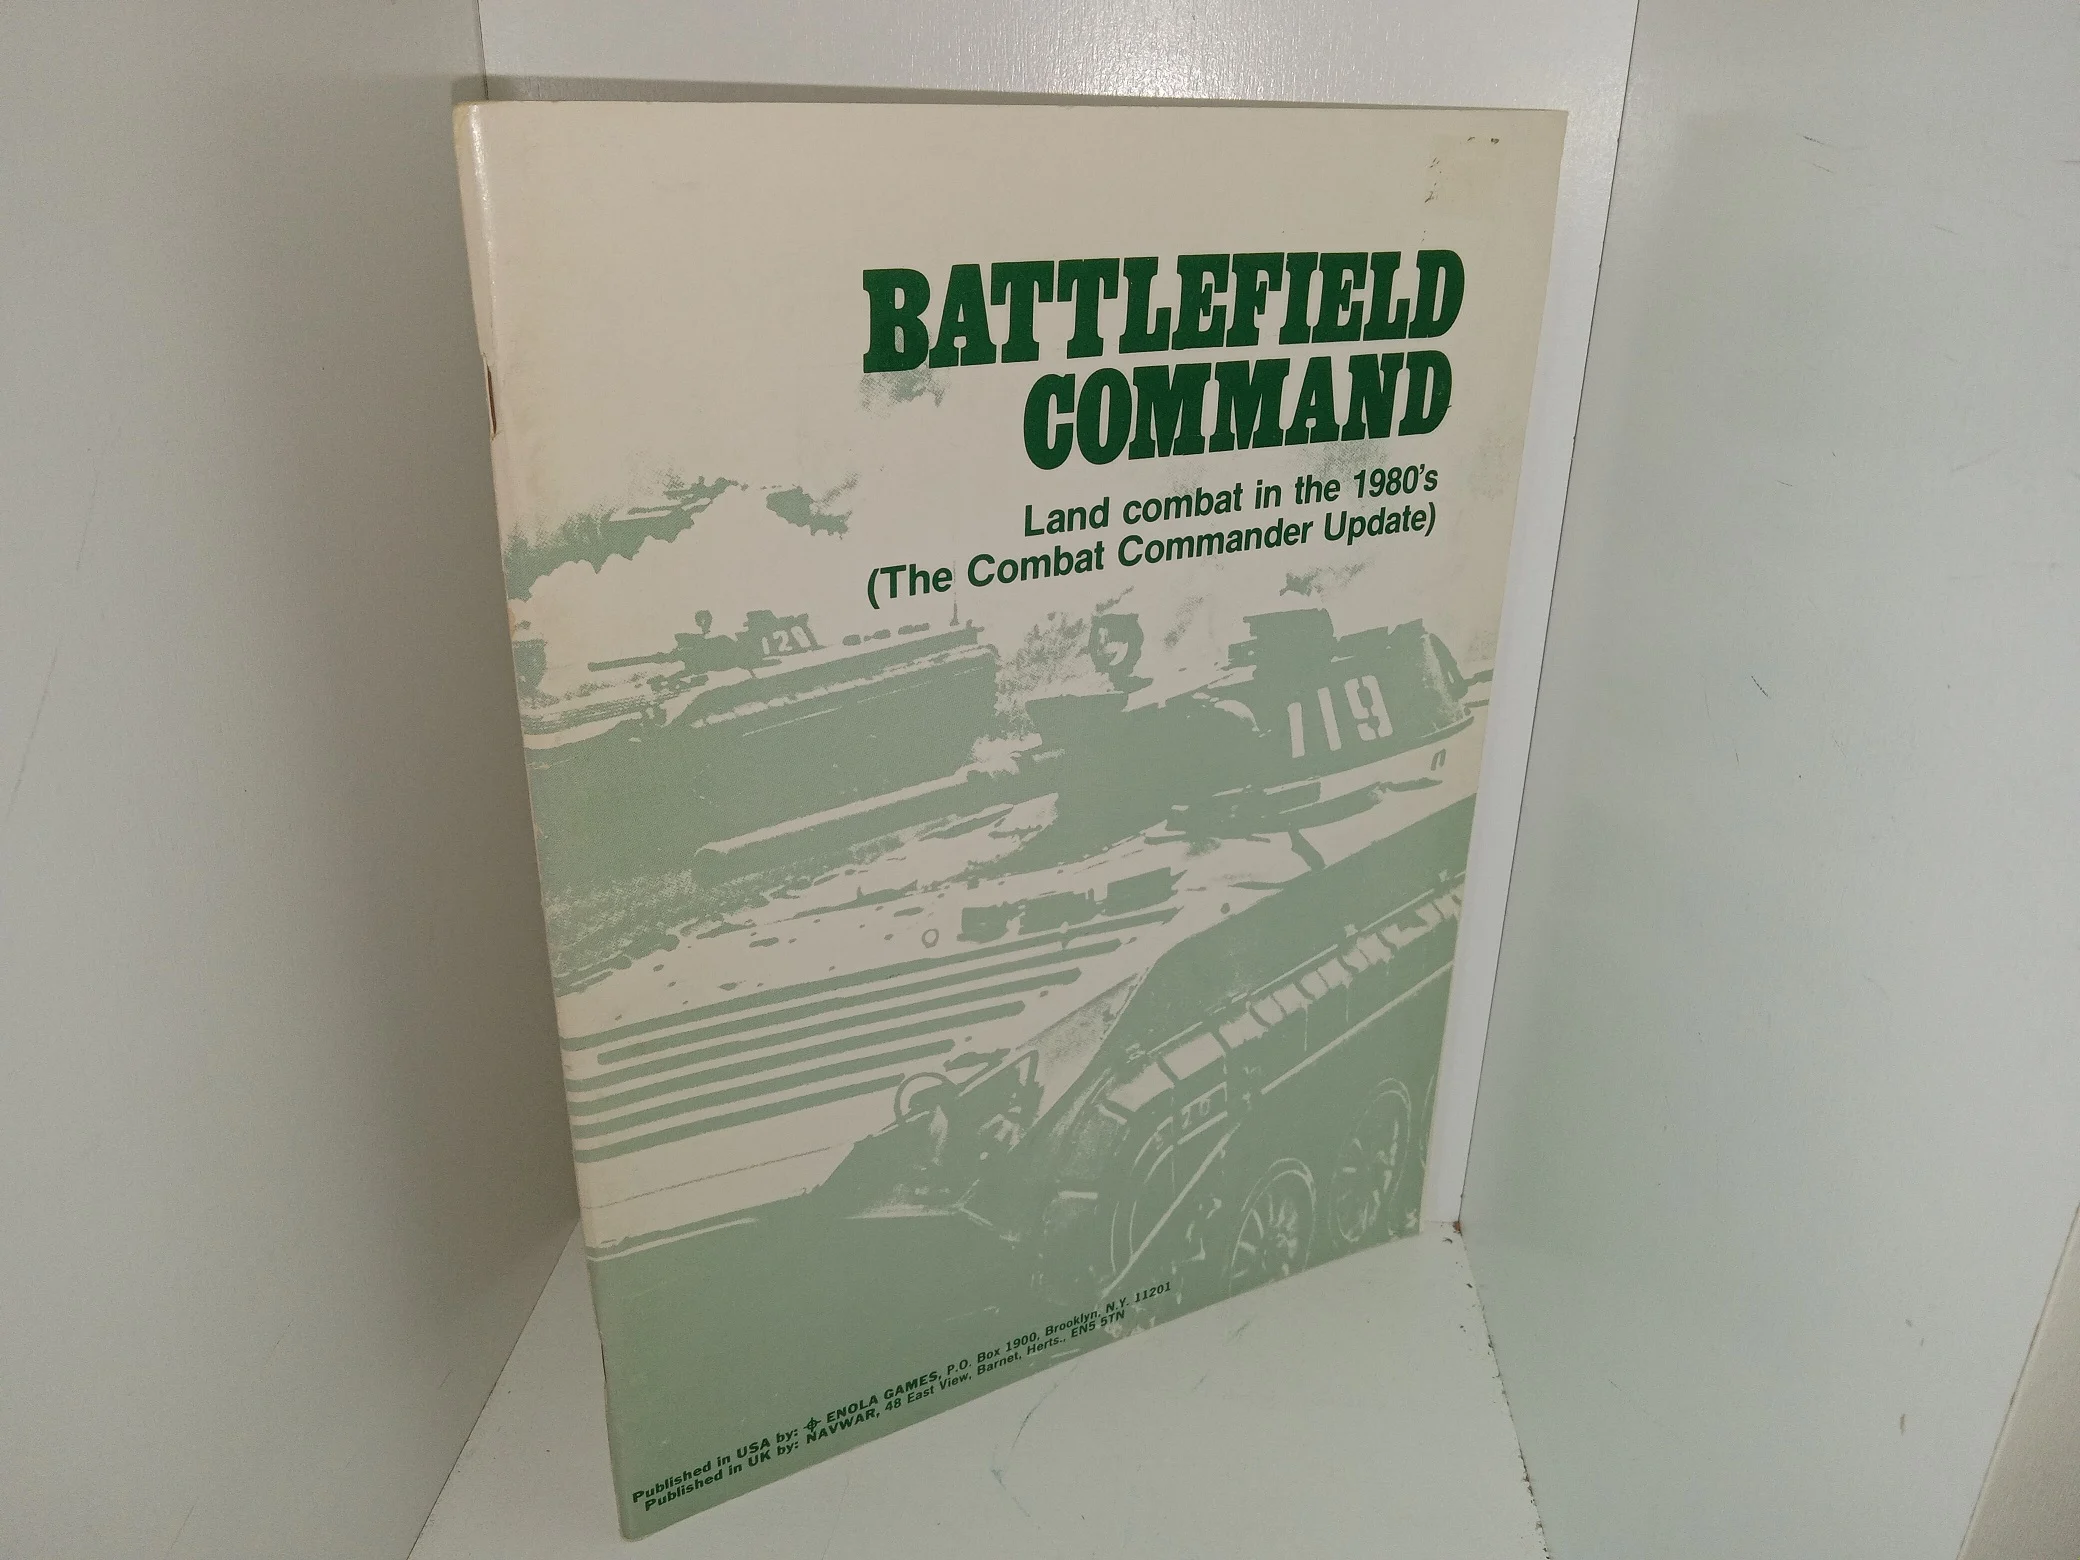 BATTLEFIELD
COMMAND
Land combat in the 1980's
(The Combat Commander Update)
120
119
Published in USA by: ENOLA GAMES, P.O. Box 1900, Brooklyn, N.Y. 11201
Published in UK by: NAVWAR, 48 East View, Barnet, Herts., EN5 5TN